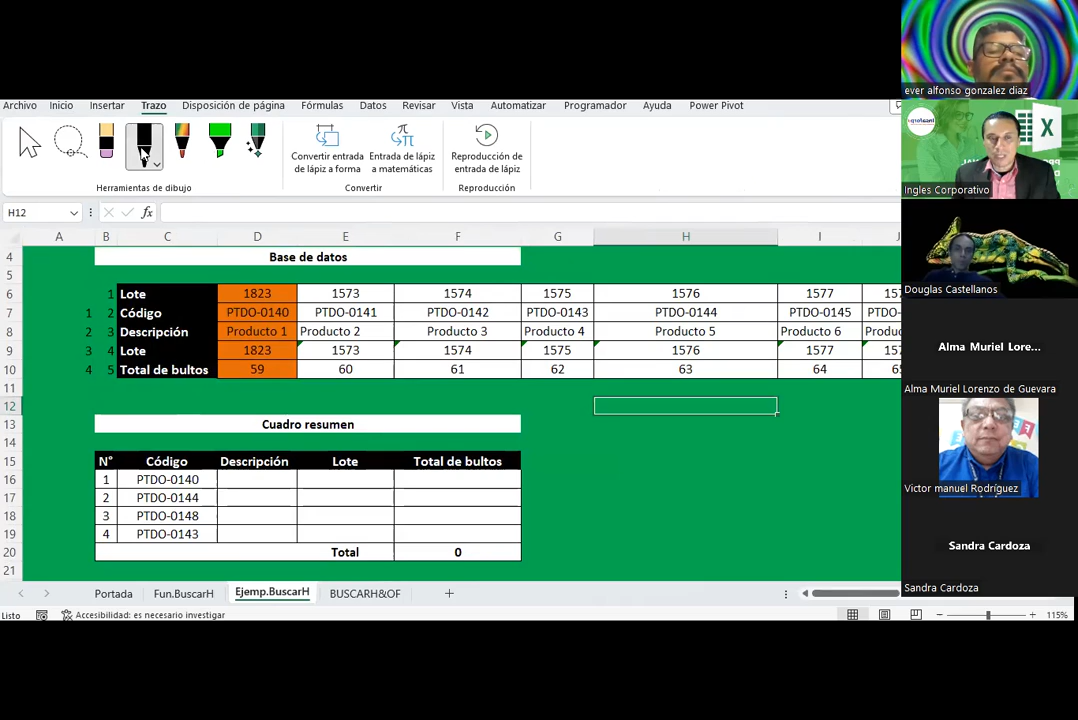 ever alfonso gonzalez diaz
Archivo Inicio Insertar Trazo Disposición de página Fórmulas Datos Revisar Vista Automatizar Programador Ayuda Power Pivot
Convertir entrada de lápiz a forma
Entrada de lápiz a matemáticas
Reproducción de entrada de lápiz
Herramientas de dibujo Convertir Reproducción
Ingles Corporativo
H12 fx
A B C D E F G H I
4 Base de datos
5
6 1 Lote 1823 1573 1574 1575 1576 1577
7 1 2 Código PTDO-0140 PTDO-0141 PTDO-0142 PTDO-0143 PTDO-0144 PTDO-0145
8 2 3 Descripción Producto 1 Producto 2 Producto 3 Producto 4 Producto 5 Producto 6
9 3 4 Lote 1823 1573 1574 1575 1576 1577
10 4 5 Total de bultos 59 60 61 62 63 64
11
12
13 Cuadro resumen
14
15 N° Código Descripción Lote Total de bultos
16 1 PTDO-0140
17 2 PTDO-0144
18 3 PTDO-0148
19 4 PTDO-0143
20 Total 0
21
Douglas Castellanos
Alma Muriel Lore...
Alma Muriel Lorenzo de Guevara
Victor manuel Rodríguez
Sandra Cardoza
Sandra Cardoza
Portada Fun.BuscarH Ejemp.BuscarH BUSCARH&OF
Listo Accesibilidad: es necesario investigar 115%